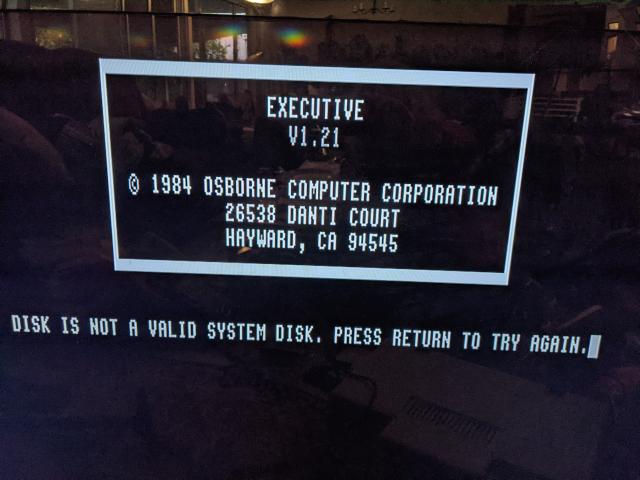 EXECUTIVE
V1.21
© 1984 OSBORNE COMPUTER CORPORATION
26538 DANTI COURT
HAYWARD, CA 94545
DISK IS NOT A VALID SYSTEM DISK. PRESS RETURN TO TRY AGAIN.